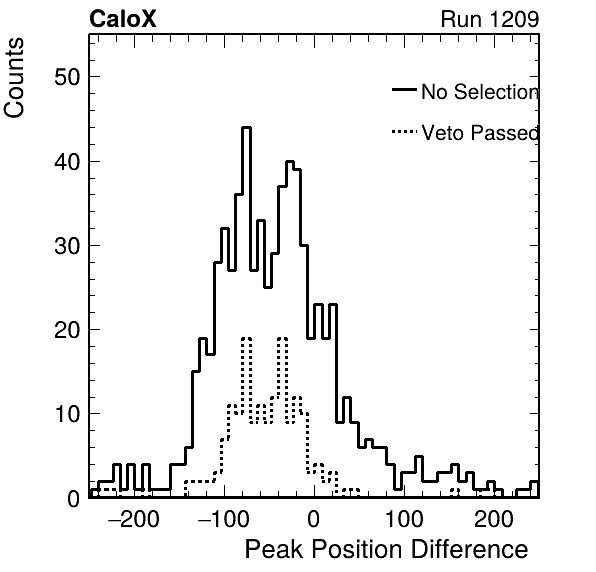 CaloX Run 1209
Counts
50
No Selection
Veto Passed
40
30
20
10
0
−200 −100 0 100 200
Peak Position Difference